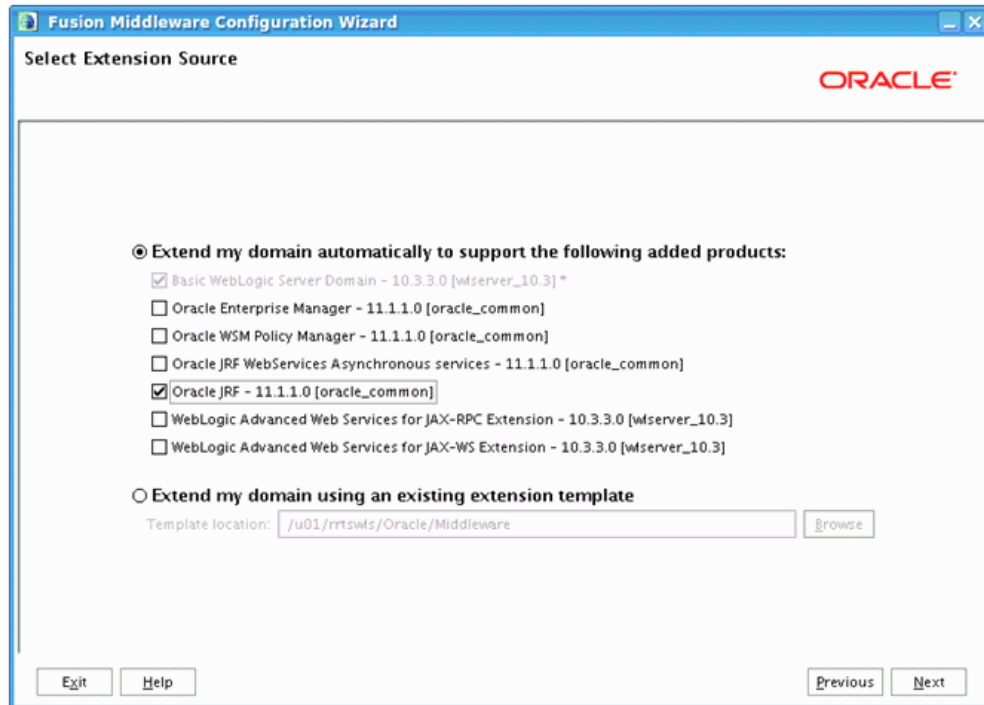 Fusion Middleware Configuration Wizard
Select Extension Source
ORACLE
Extend my domain automatically to support the following added products:
Basic WebLogic Server Domain - 10.3.3.0 [wlserver_10.3] *
Oracle Enterprise Manager - 11.1.1.0 [oracle_common]
Oracle WSM Policy Manager - 11.1.1.0 [oracle_common]
Oracle JRF WebServices Asynchronous services - 11.1.1.0 [oracle_common]
Oracle JRF - 11.1.1.0 [oracle_common]
WebLogic Advanced Web Services for JAX-RPC Extension - 10.3.3.0 [wlserver_10.3]
WebLogic Advanced Web Services for JAX-WS Extension - 10.3.3.0 [wlserver_10.3]
Extend my domain using an existing extension template
Template location: /u01/rrtswls/Oracle/Middleware Browse
Exit Help Previous Next